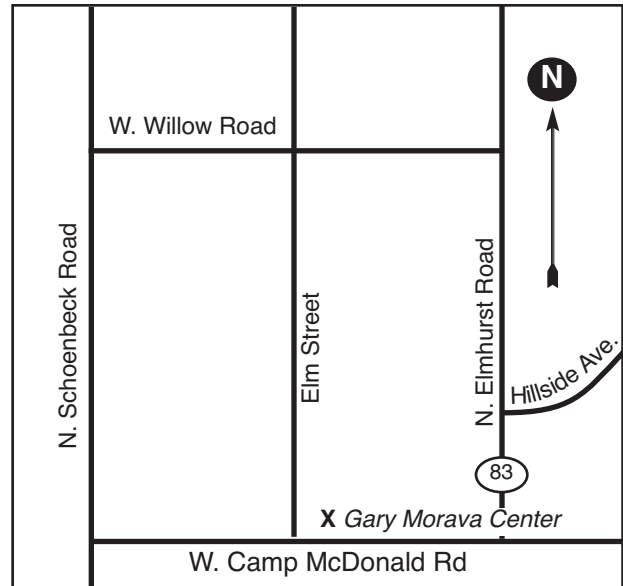 N
W. Willow Road
N. Schoenbeck Road
Elm Street
N. Elmhurst Road
Hillside Ave.
83
X Gary Morava Center
W. Camp McDonald Rd